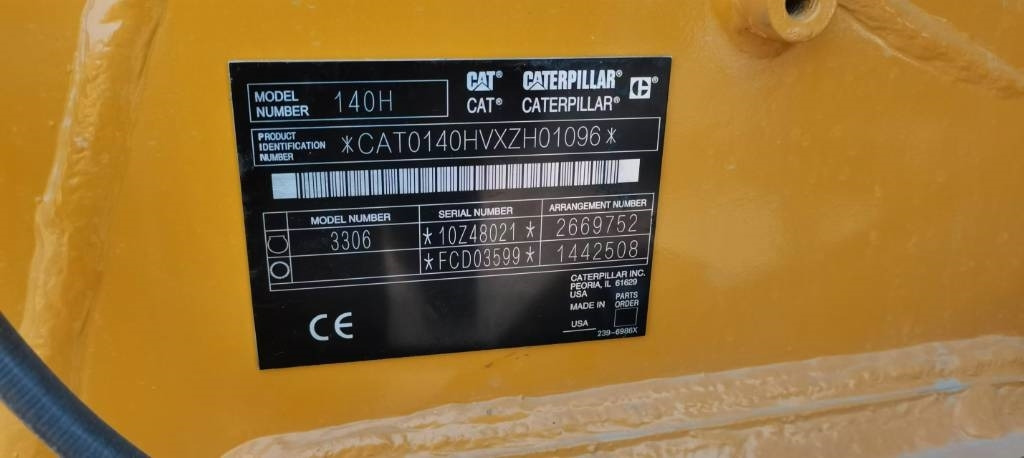 MODEL NUMBER 140H CAT® CATERPILLAR®
CAT® CATERPILLAR®
PRODUCT IDENTIFICATION NUMBER *CAT0140HVXZH01096*
MODEL NUMBER SERIAL NUMBER ARRANGEMENT NUMBER
3306 *10Z48021* 2669752
*FCD03599* 1442508
CATERPILLAR INC.
PEORIA, IL 61629
USA
MADE IN
USA
PARTS
ORDER
239-6986X
CE